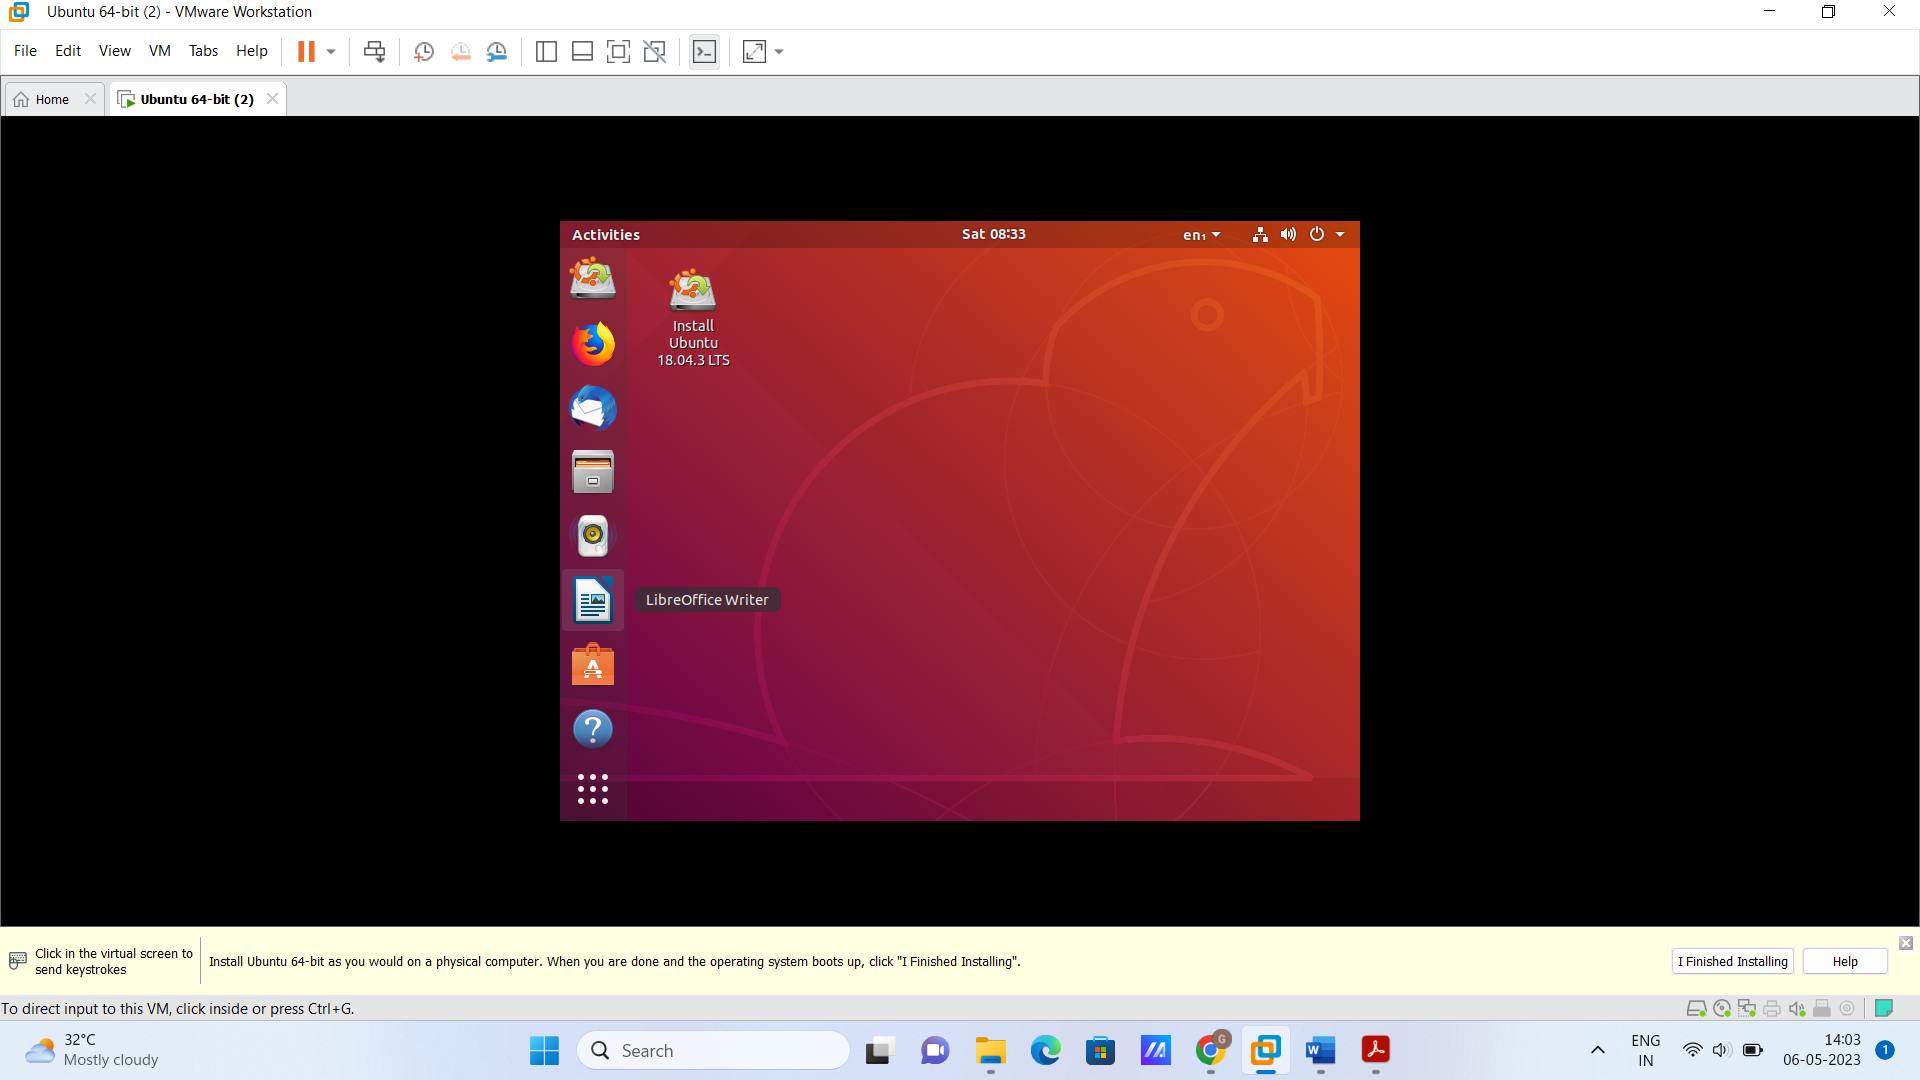 Ubuntu 64-bit (2) - VMware Workstation
File Edit View VM Tabs Help
Home
Ubuntu 64-bit (2)
Activities
Sat 08:33
en₁
Install
Ubuntu
18.04.3 LTS
LibreOffice Writer
Click in the virtual screen to
send keystrokes
Install Ubuntu 64-bit as you would on a physical computer. When you are done and the operating system boots up, click "I Finished Installing".
I Finished Installing
Help
To direct input to this VM, click inside or press Ctrl+G.
32°C
Mostly cloudy
Search
G
W
ENG
IN
14:03
06-05-2023
1